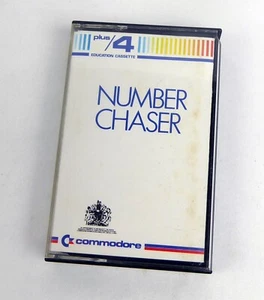 plus/4
EDUCATION CASSETTE
NUMBER
CHASER
commodore